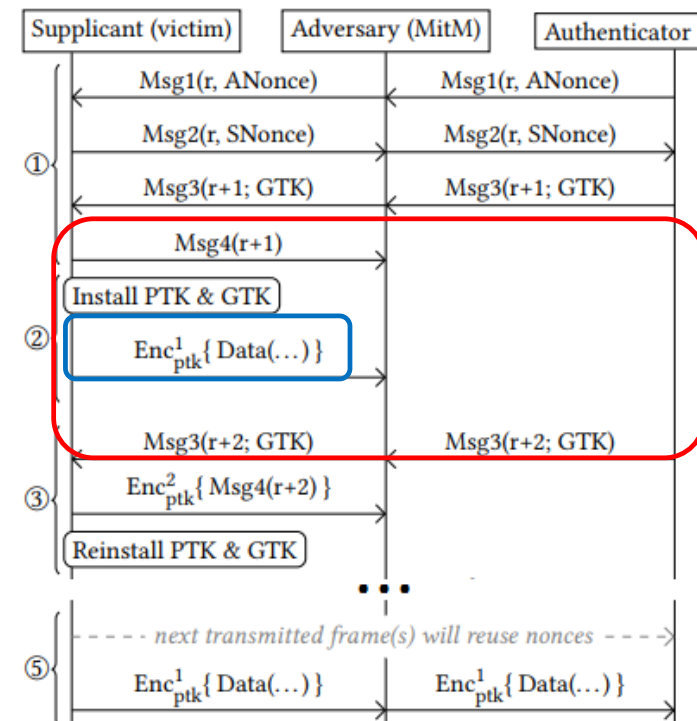 Supplicant (victim) Adversary (MitM) Authenticator
Msg1(r, ANonce) Msg1(r, ANonce)
Msg2(r, SNonce) Msg2(r, SNonce)
①
Msg3(r+1; GTK) Msg3(r+1; GTK)
Msg4(r+1)
Install PTK & GTK
②
Enc¹ptk{ Data(…) }
Msg3(r+2; GTK) Msg3(r+2; GTK)
③
Enc²ptk{ Msg4(r+2) }
Reinstall PTK & GTK
•••
next transmitted frame(s) will reuse nonces
⑤
Enc¹ptk{ Data(…) } Enc¹ptk{ Data(…) }